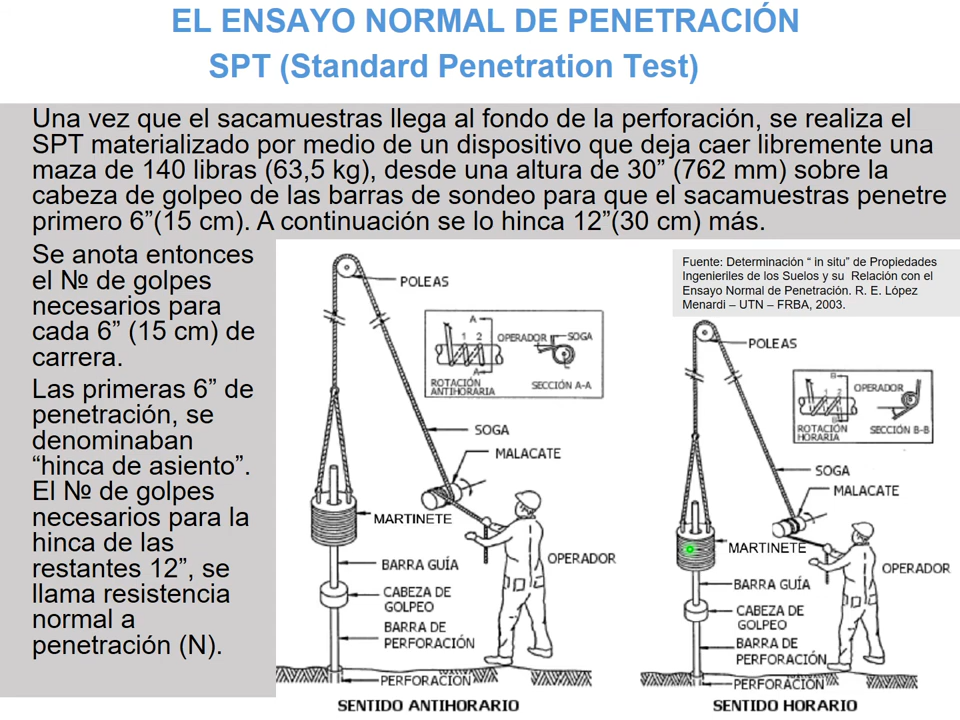 EL ENSAYO NORMAL DE PENETRACIÓN
SPT (Standard Penetration Test)
Una vez que el sacamuestras llega al fondo de la perforación, se realiza el
SPT materializado por medio de un dispositivo que deja caer libremente una
maza de 140 libras (63,5 kg), desde una altura de 30” (762 mm) sobre la
cabeza de golpeo de las barras de sondeo para que el sacamuestras penetre
primero 6”(15 cm). A continuación se lo hinca 12”(30 cm) más.
Se anota entonces
el № de golpes
necesarios para
cada 6” (15 cm) de
carrera.
Las primeras 6” de
penetración, se
denominaban
“hinca de asiento”.
El № de golpes
necesarios para la
hinca de las
restantes 12”, se
llama resistencia
normal a
penetración (N).
Fuente: Determinación “ in situ” de Propiedades
Ingenieriles de los Suelos y su Relación con el
Ensayo Normal de Penetración. R. E. López
Menardi – UTN – FRBA, 2003.
POLEAS
A
1 2
A
OPERADOR
SOGA
ROTACIÓN
ANTIHORARIA
SECCIÓN A-A
SOGA
MALACATE
MARTINETE
OPERADOR
BARRA GUÍA
CABEZA DE
GOLPEO
BARRA DE
PERFORACIÓN
PERFORACIÓN
SENTIDO ANTIHORARIO
POLEAS
B
1 2
B
OPERADOR
ROTACIÓN
HORARIA
SECCIÓN B-B
SOGA
MALACATE
MARTINETE
OPERADOR
BARRA GUÍA
CABEZA DE
GOLPEO
BARRA DE
PERFORACIÓN
PERFORACIÓN
SENTIDO HORARIO